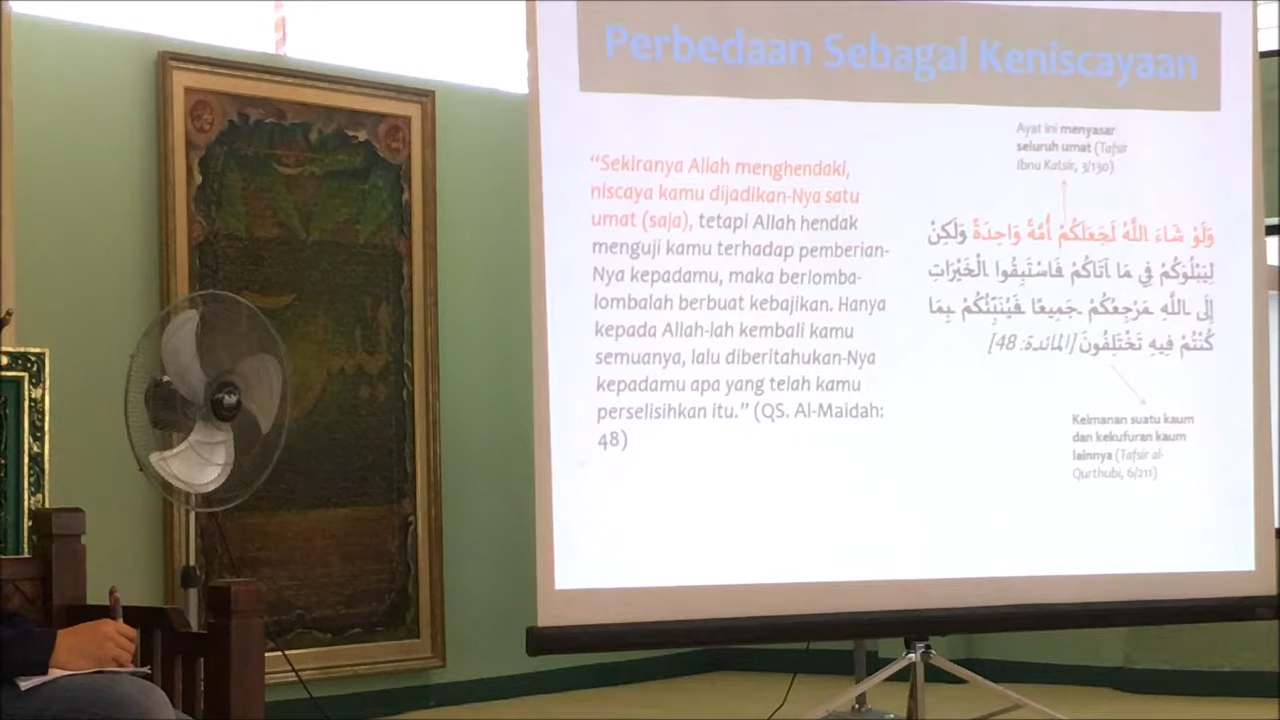 Perbedaan Sebagal Keniscayaan
“Sekiranya Allah menghendaki,
niscaya kamu dijadikan-Nya satu
umat (saja), tetapi Allah hendak
menguji kamu terhadap pemberian-
Nya kepadamu, maka berlomba-
lombalah berbuat kebajikan. Hanya
kepada Allah-lah kembali kamu
semuanya, lalu diberitahukan-Nya
kepadamu apa yang telah kamu
perselisihkan itu.” (QS. Al-Maidah:
48)
Ayat ini menyasar
seluruh umat (Tafsir
Ibnu Katsir, 3/130)
وَلَوْ شَاءَ اللَّهُ لَجَعَلَكُمْ أُمَّةً وَاحِدَةً وَلَكِنْ
لِيَبْلُوَكُمْ فِي مَا آتَاكُمْ فَاسْتَبِقُوا الْخَيْرَاتِ
إِلَى اللَّهِ مَرْجِعُكُمْ جَمِيعًا فَيُنَبِّئُكُمْ بِمَا
كُنْتُمْ فِيهِ تَخْتَلِفُونَ [المائدة: 48]
Keimanan suatu kaum
dan kekufuran kaum
lainnya (Tafsir al-
Qurthubi, 6/211)